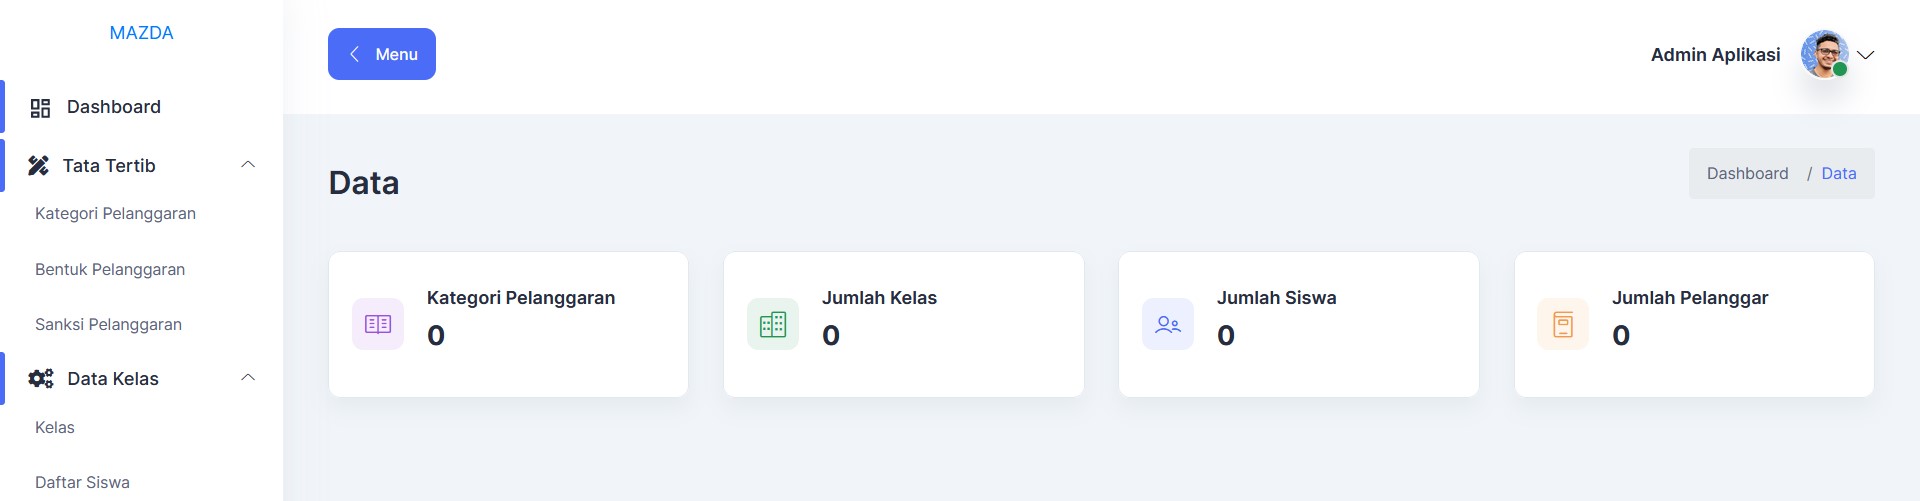 MAZDA
Dashboard
Tata Tertib
Kategori Pelanggaran
Bentuk Pelanggaran
Sanksi Pelanggaran
Data Kelas
Kelas
Daftar Siswa
Menu
Admin Aplikasi
Data
Dashboard / Data
Kategori Pelanggaran
0
Jumlah Kelas
0
Jumlah Siswa
0
Jumlah Pelanggar
0